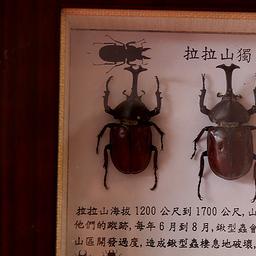 拉拉山獨
拉拉山海拔 1200 公尺到 1700 公尺, 山
他們的蹤跡, 每年 6 月到 8 月, 鍬型蟲會
山區開發過度, 造成鍬型蟲棲息地破壞,